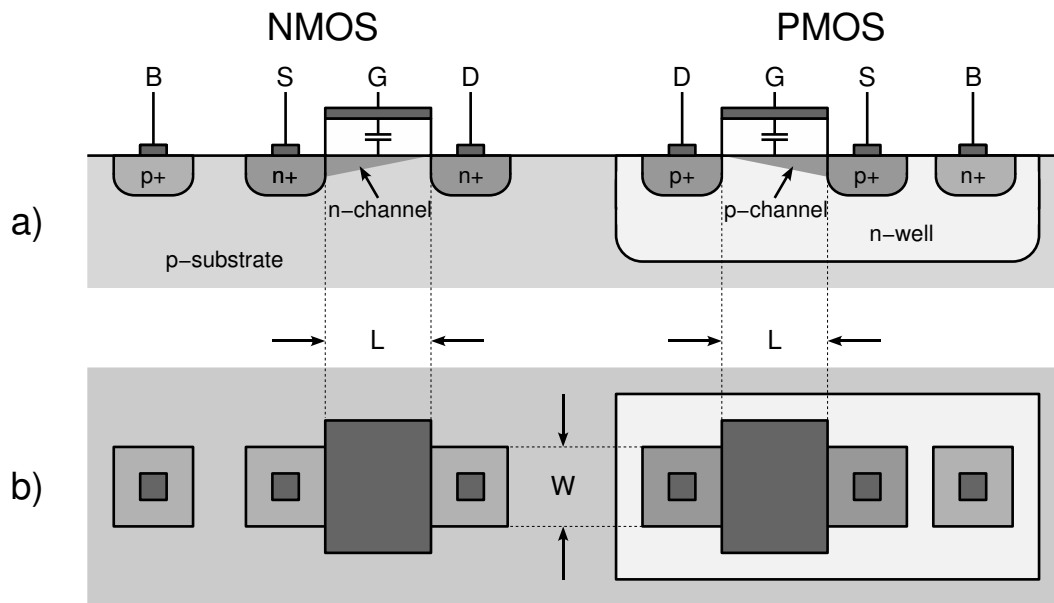 NMOS PMOS
B S G D D G S B
p+ n+ n+ p+ p+ n+
n−channel p−channel
a)
n−well
p−substrate
L L
b)
W